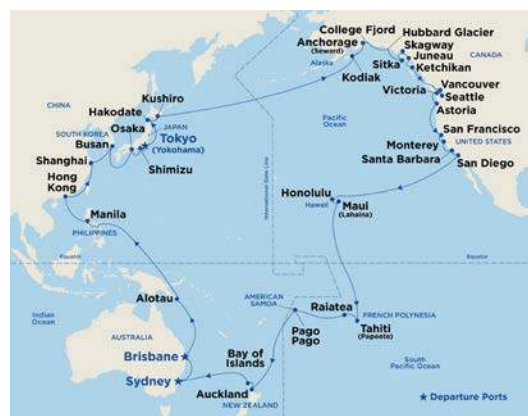 College Fjord
Hubbard Glacier
Anchorage
(Seward)
Skagway
Juneau
CANADA
Alaska
Sitka
Ketchikan
Kodiak
Victoria
Vancouver
Seattle
Astoria
Kushiro
CHINA
Hakodate
Osaka
JAPAN
SOUTH KOREA
Busan
Tokyo
(Yokohama)
Pacific
Ocean
San Francisco
Monterey
UNITED STATES
Shanghai
Shimizu
Santa Barbara
San Diego
International Date Line
Hong
Kong
Honolulu
Hawaii
Maui
(Lahaina)
Manila
PHILIPPINES
Equator
Equator
Alotau
AMERICAN
SAMOA
Raiatea
FRENCH POLYNESIA
Indian
Ocean
Pago
Pago
Tahiti
(Papeete)
AUSTRALIA
Brisbane
Bay of
Islands
South
Pacific Ocean
Sydney
Auckland
NEW ZEALAND
★ Departure Ports